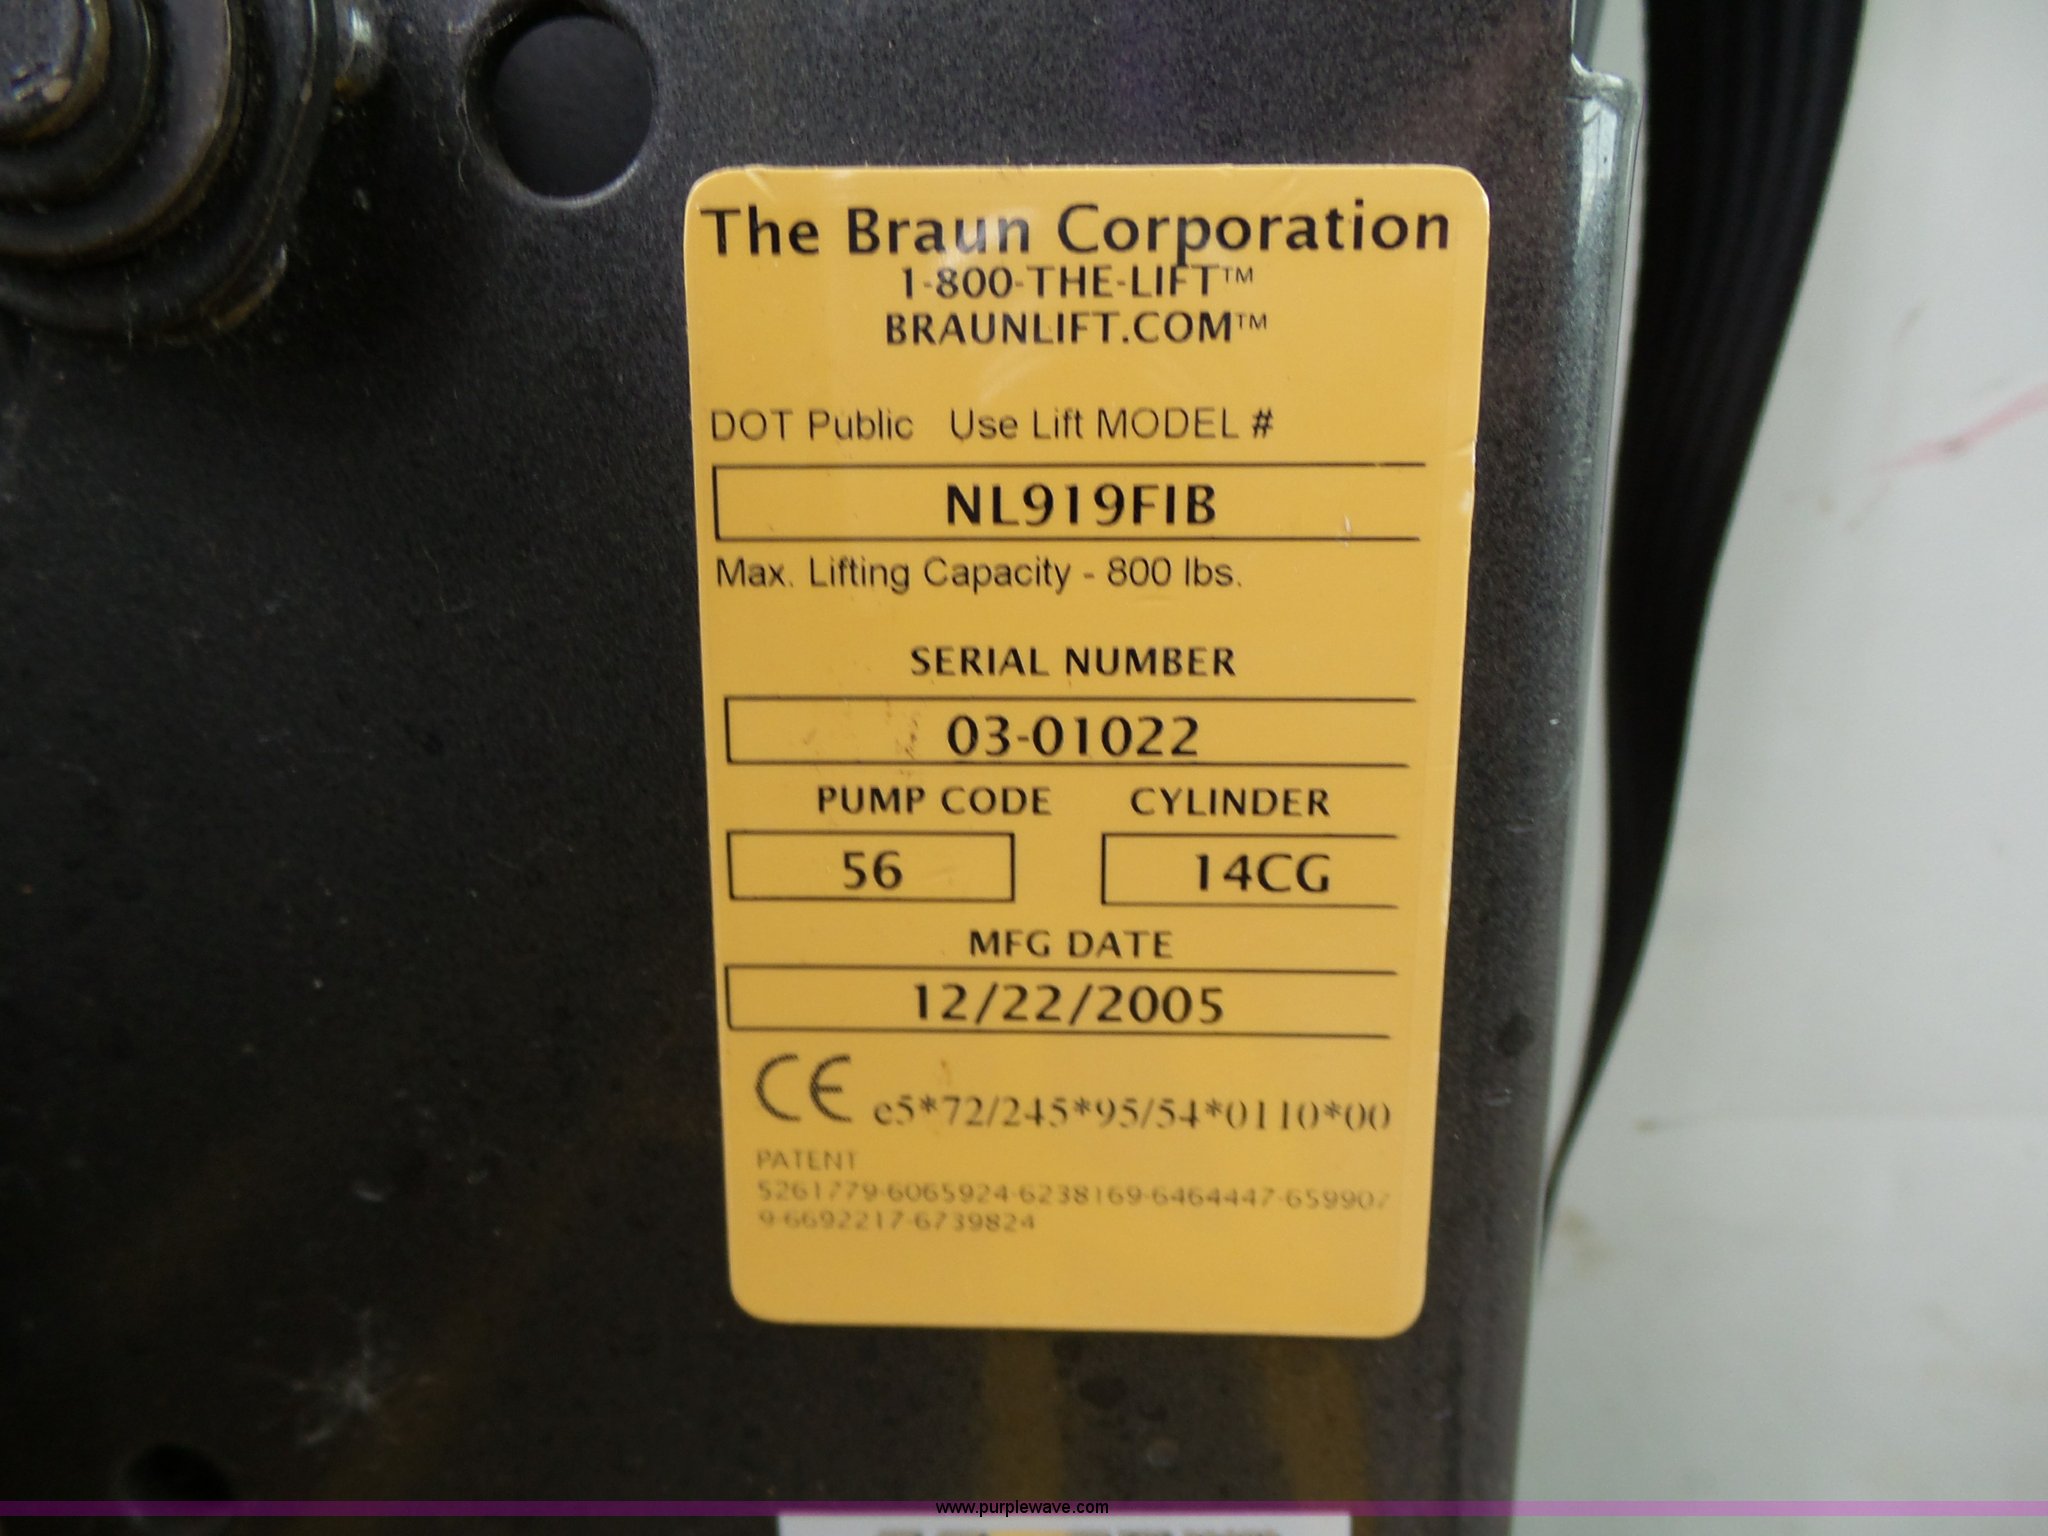 The Braun Corporation
1-800-THE-LIFT™
BRAUNLIFT.COM™
DOT Public Use Lift MODEL #
NL919FIB
Max. Lifting Capacity - 800 lbs.
SERIAL NUMBER
03-01022
PUMP CODE CYLINDER
56 14CG
MFG DATE
12/22/2005
CE e5*72/245*95/54*0110*00
PATENT
5261779-6065924-6238169-6464447-659907
9-6692217-6739824
www.purplewave.com